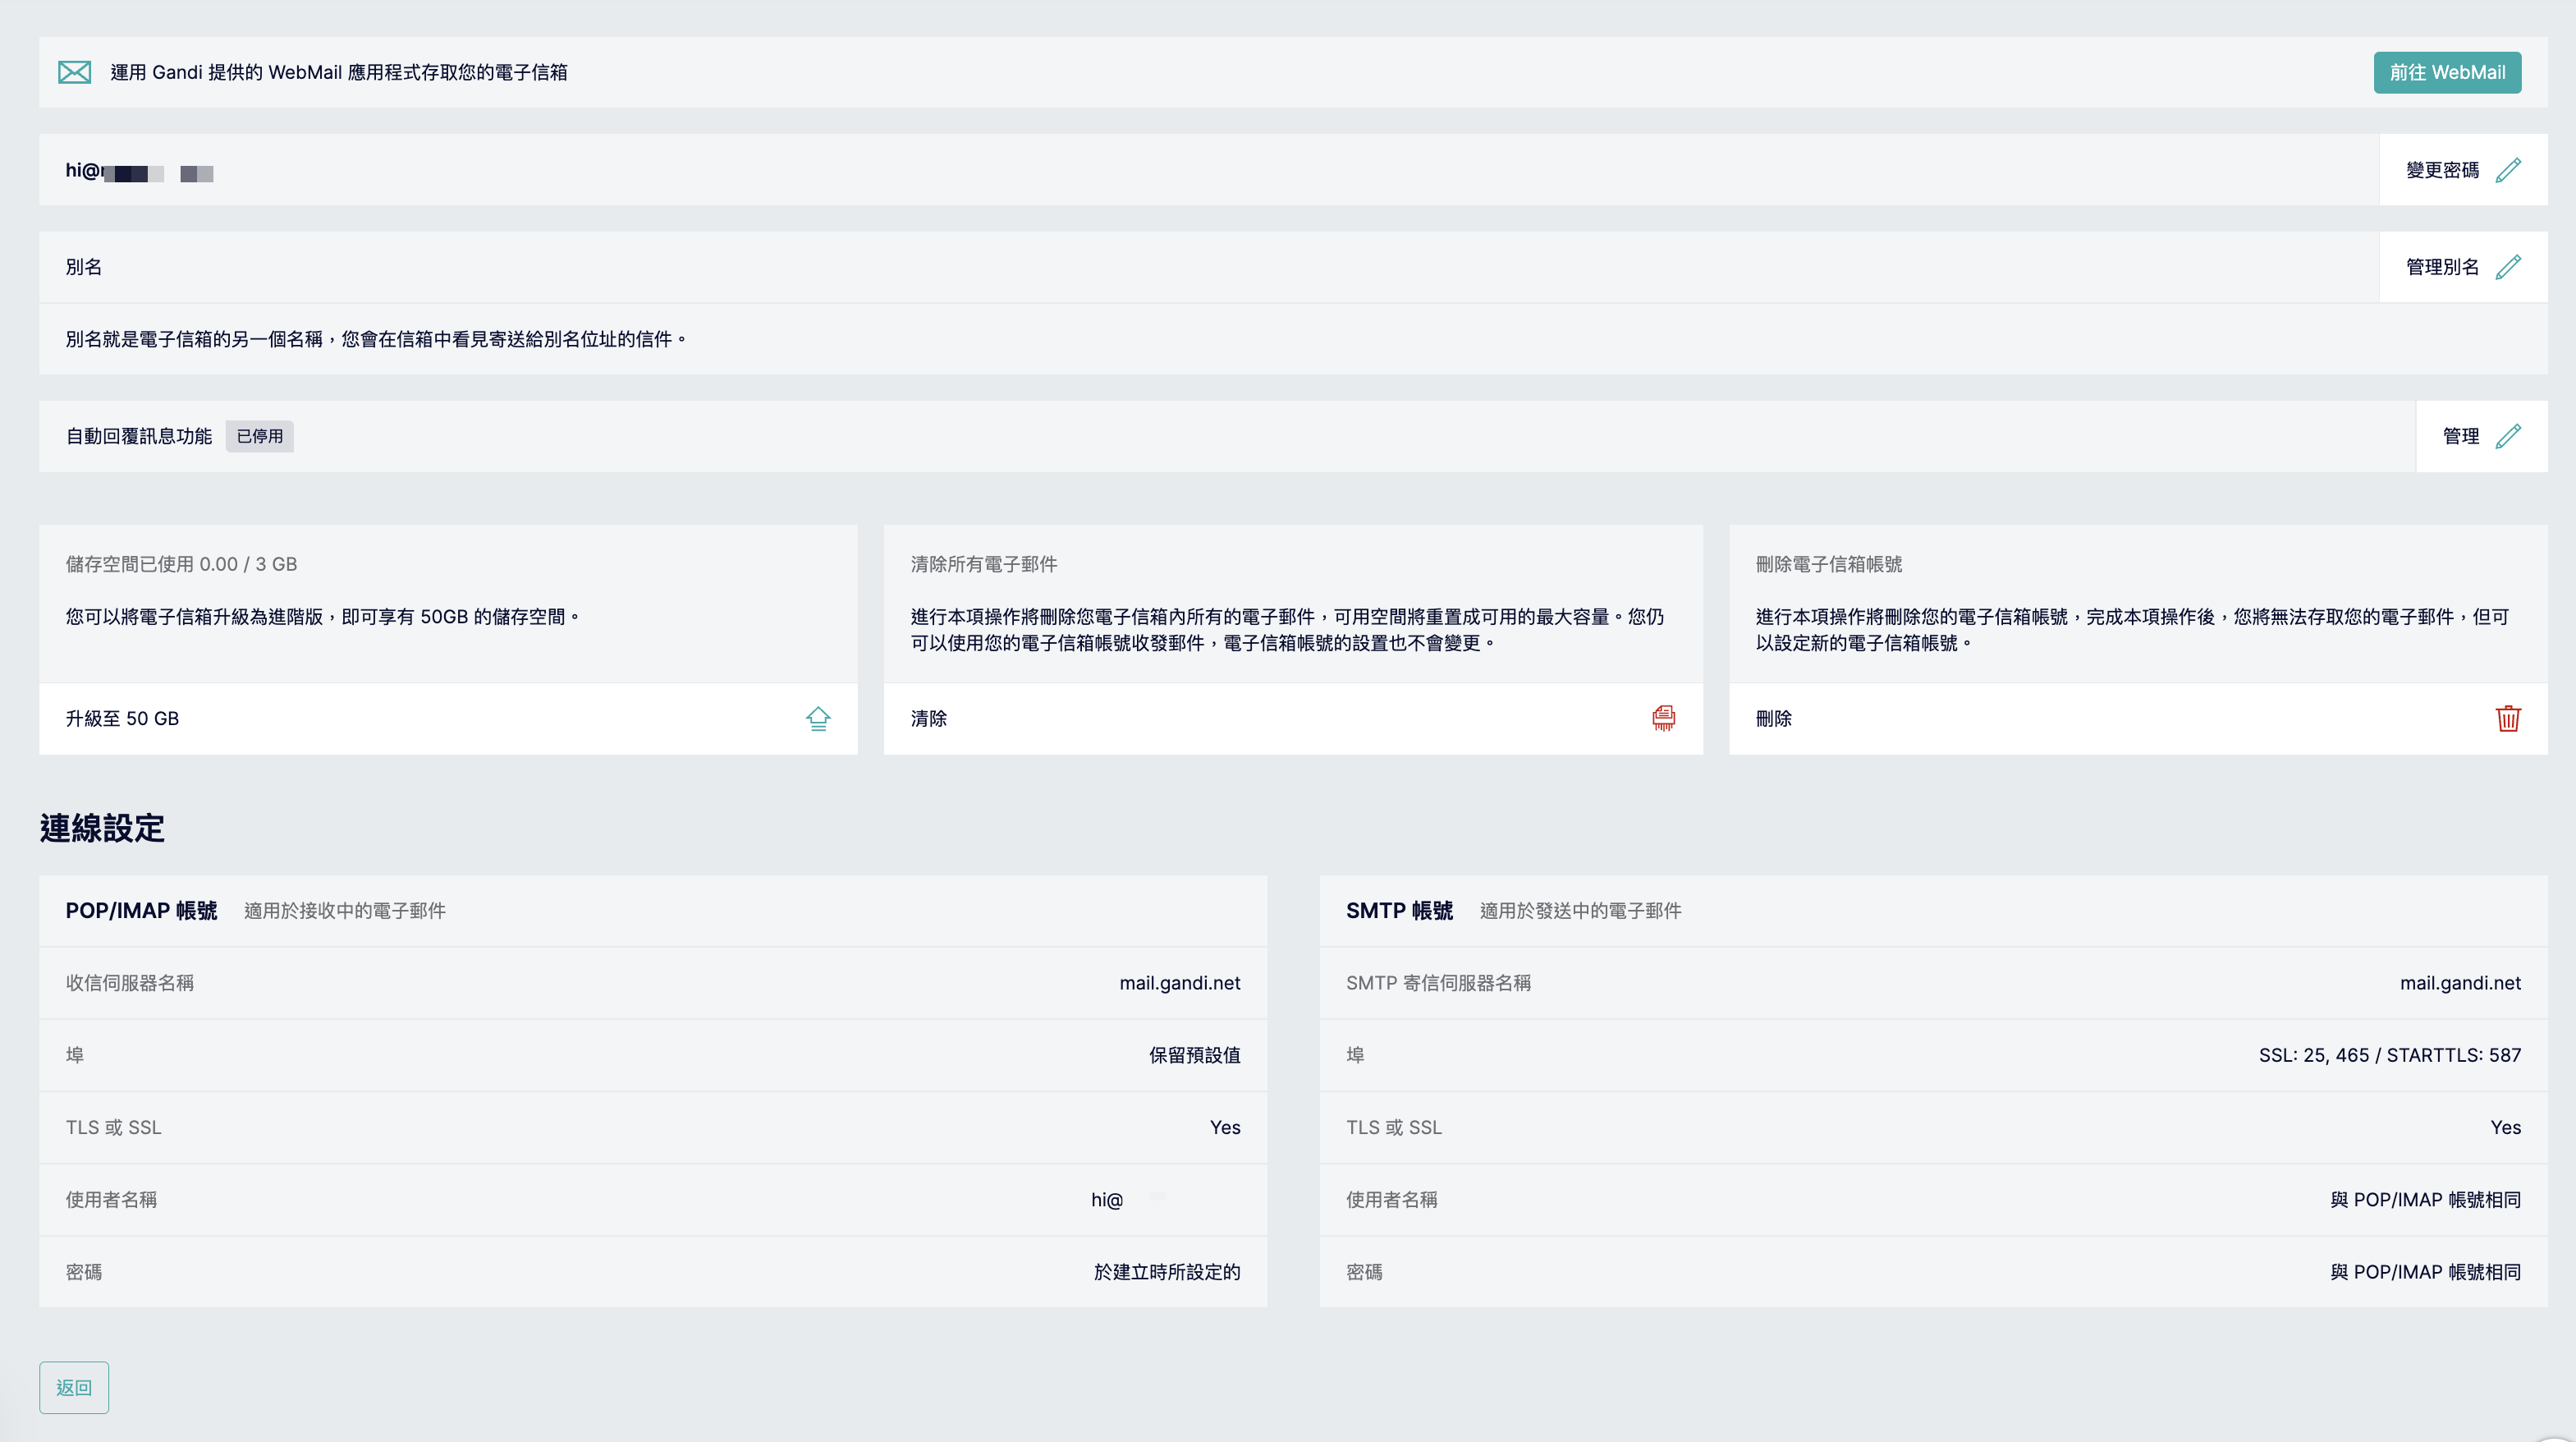 運用 Gandi 提供的 WebMail 應用程式存取您的電子信箱
前往 WebMail
hi@
變更密碼
別名
管理別名
別名就是電子信箱的另一個名稱，您會在信箱中看見寄送給別名位址的信件。
自動回覆訊息功能 已停用
管理
儲存空間已使用 0.00 / 3 GB
您可以將電子信箱升級為進階版，即可享有 50GB 的儲存空間。
升級至 50 GB
清除所有電子郵件
進行本項操作將刪除您電子信箱內所有的電子郵件，可用空間將重置成可用的最大容量。您仍
可以使用您的電子信箱帳號收發郵件，電子信箱帳號的設置也不會變更。
清除
刪除電子信箱帳號
進行本項操作將刪除您的電子信箱帳號，完成本項操作後，您將無法存取您的電子郵件，但可
以設定新的電子信箱帳號。
刪除
連線設定
POP/IMAP 帳號 適用於接收中的電子郵件
收信伺服器名稱 mail.gandi.net
埠 保留預設值
TLS 或 SSL Yes
使用者名稱 hi@
密碼 於建立時所設定的
SMTP 帳號 適用於發送中的電子郵件
SMTP 寄信伺服器名稱 mail.gandi.net
埠 SSL: 25, 465 / STARTTLS: 587
TLS 或 SSL Yes
使用者名稱 與 POP/IMAP 帳號相同
密碼 與 POP/IMAP 帳號相同
返回